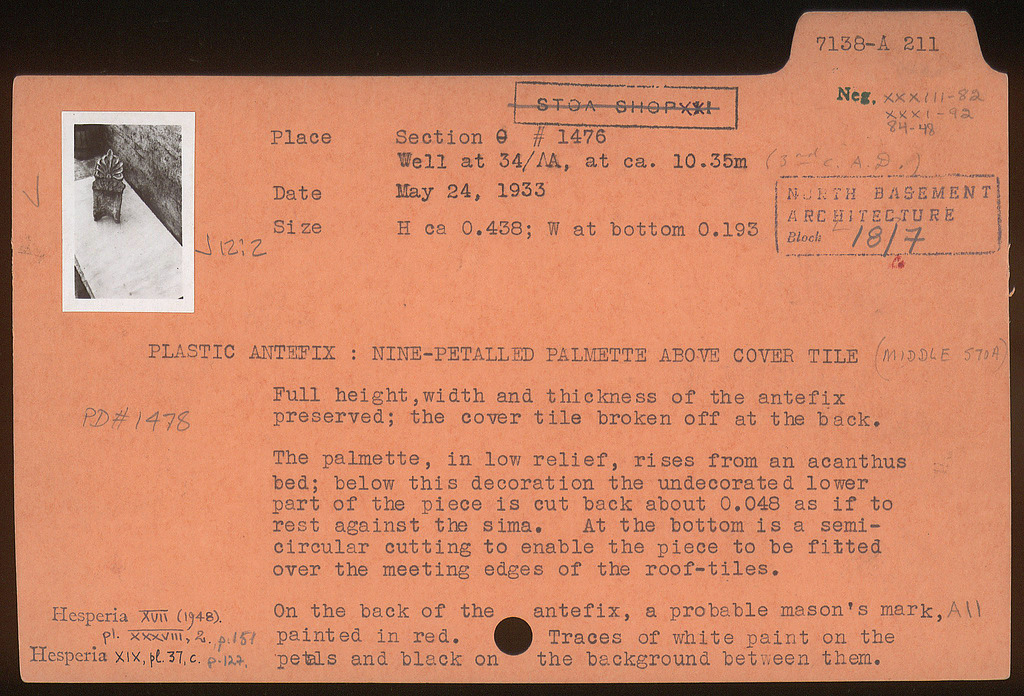 7138-A 211
Neg. XXXIII-82
XXXI-92
84-48
STOA SHOP XXI
Place Section Θ # 1476
Well at 34/ΛΑ, at ca. 10.35m (3rd c. A.D.)
Date May 24, 1933
Size H ca 0.438; W at bottom 0.193
NORTH BASEMENT
ARCHITECTURE
Block 18/7
J 12:2
PLASTIC ANTEFIX : NINE-PETALLED PALMETTE ABOVE COVER TILE (MIDDLE STOA)
PD#1478
Full height,width and thickness of the antefix
preserved; the cover tile broken off at the back.
The palmette, in low relief, rises from an acanthus
bed; below this decoration the undecorated lower
part of the piece is cut back about 0.048 as if to
rest against the sima. At the bottom is a semi-
circular cutting to enable the piece to be fitted
over the meeting edges of the roof-tiles.
On the back of the antefix, a probable mason's mark, ΑΙΙ
painted in red. Traces of white paint on the
petals and black on the background between them.
Hesperia XVII (1948).
pl. XXXVIII, 2. p.151
Hesperia XIX, pl. 37, c. p.127.